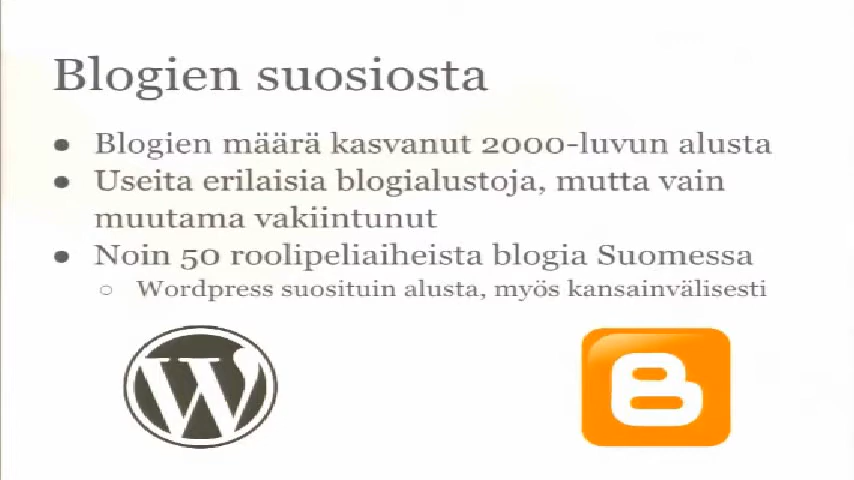 Blogien suosiosta
● Blogien määrä kasvanut 2000-luvun alusta
● Useita erilaisia blogialustoja, mutta vain
muutama vakiintunut
● Noin 50 roolipeliaiheista blogia Suomessa
○ Wordpress suosituin alusta, myös kansainvälisesti